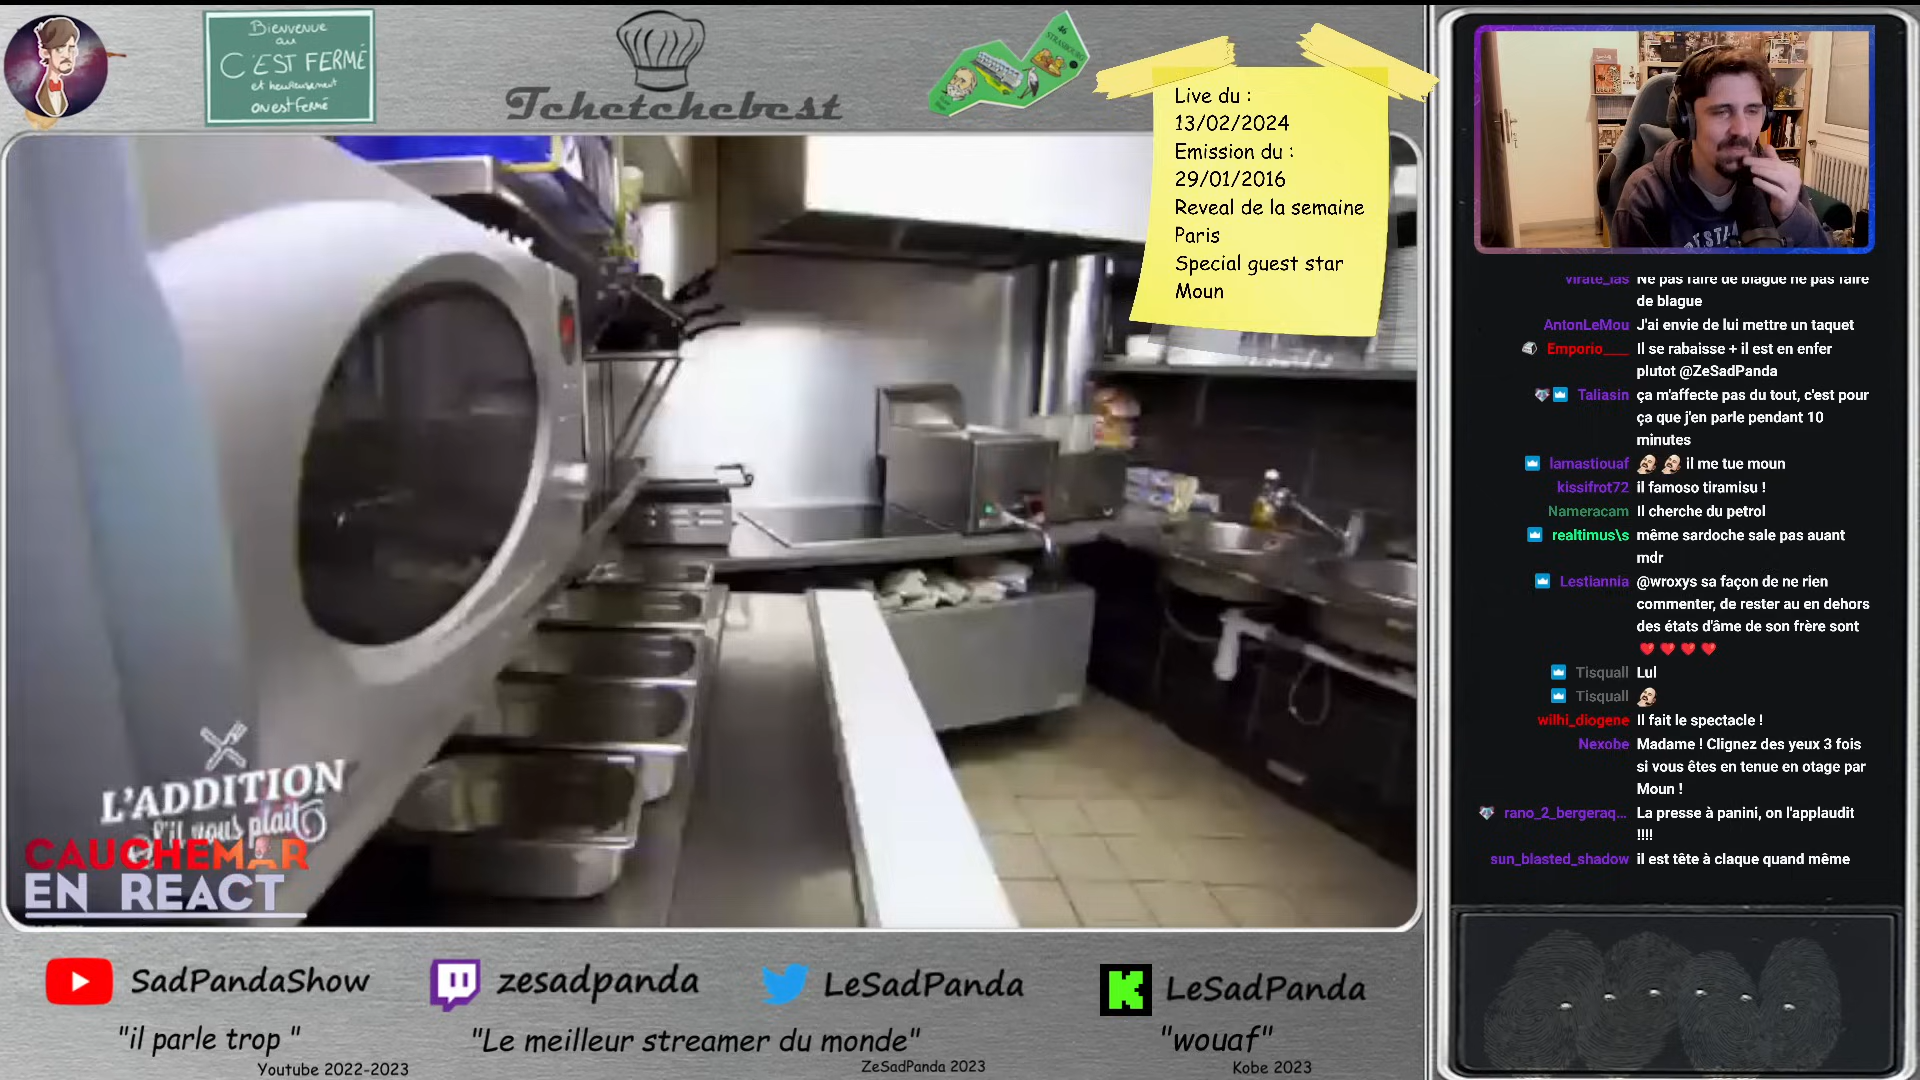 Bienvenue
au
C'EST FERMÉ
et heureusement
on est fermé
Tchetchebest
46
STRASBOURG
Live du :
13/02/2024
Emission du :
29/01/2016
Reveal de la semaine
Paris
Special guest star
Moun
L'ADDITION
S'il vous plaît
CAUCHEMAR
EN REACT
SadPandaShow
zesadpanda
LeSadPanda
LeSadPanda
"il parle trop "
Youtube 2022-2023
"Le meilleur streamer du monde"
ZeSadPanda 2023
"wouaf"
Kobe 2023
virate_las Ne pas faire de blague ne pas faire
de blague
AntonLeMou J'ai envie de lui mettre un taquet
Emporio___ Il se rabaisse + il est en enfer
plutot @ZeSadPanda
Taliasin ça m'affecte pas du tout, c'est pour
ça que j'en parle pendant 10
minutes
lamastiouaf il me tue moun
kissifrot72 il famoso tiramisu !
Nameracam Il cherche du petrol
realtimus\s même sardoche sale pas auant
mdr
Lestiannia @wroxys sa façon de ne rien
commenter, de rester au en dehors
des états d'âme de son frère sont
Tisquall Lul
Tisquall
wilhi_diogene Il fait le spectacle !
Nexobe Madame ! Clignez des yeux 3 fois
si vous êtes en tenue en otage par
Moun !
rano_2_bergeraq... La presse à panini, on l'applaudit
!!!!
sun_blasted_shadow il est tête à claque quand même